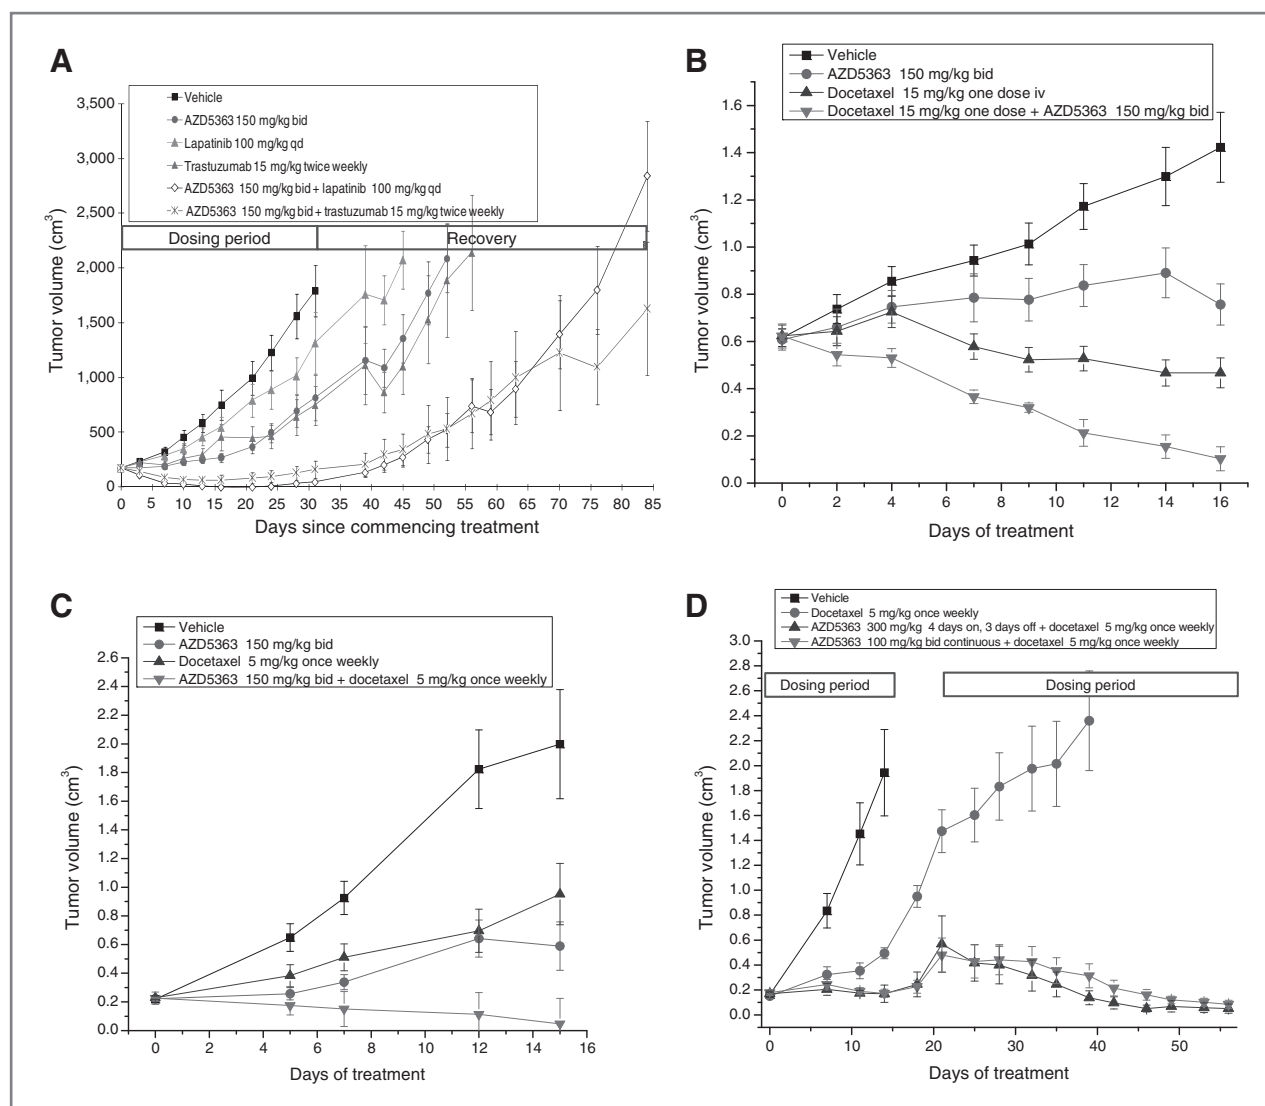 A
Vehicle
AZD5363 150 mg/kg bid
Lapatinib 100 mg/kg qd
Trastuzumab 15 mg/kg twice weekly
AZD5363 150 mg/kg bid + lapatinib 100 mg/kg qd
AZD5363 150 mg/kg bid + trastuzumab 15 mg/kg twice weekly
Dosing period
Recovery
Tumor volume (cm³)
3,500
3,000
2,500
2,000
1,500
1,000
500
0
0 5 10 15 20 25 30 35 40 45 50 55 60 65 70 75 80 85
Days since commencing treatment
B
Vehicle
AZD5363 150 mg/kg bid
Docetaxel 15 mg/kg one dose iv
Docetaxel 15 mg/kg one dose + AZD5363 150 mg/kg bid
Tumor volume (cm³)
1.6
1.4
1.2
1.0
0.8
0.6
0.4
0.2
0.0
0 2 4 6 8 10 12 14 16
Days of treatment
C
Vehicle
AZD5363 150 mg/kg bid
Docetaxel 5 mg/kg once weekly
AZD5363 150 mg/kg bid + docetaxel 5 mg/kg once weekly
Tumor volume (cm³)
2.6
2.4
2.2
2.0
1.8
1.6
1.4
1.2
1.0
0.8
0.6
0.4
0.2
0.0
0 2 4 6 8 10 12 14 16
Days of treatment
D
Vehicle
Docetaxel 5 mg/kg once weekly
AZD5363 300 mg/kg 4 days on, 3 days off + docetaxel 5 mg/kg once weekly
AZD5363 100 mg/kg bid continuous + docetaxel 5 mg/kg once weekly
Dosing period
Dosing period
Tumor volume (cm³)
3.0
2.8
2.6
2.4
2.2
2.0
1.8
1.6
1.4
1.2
1.0
0.8
0.6
0.4
0.2
0.0
0 10 20 30 40 50
Days of treatment